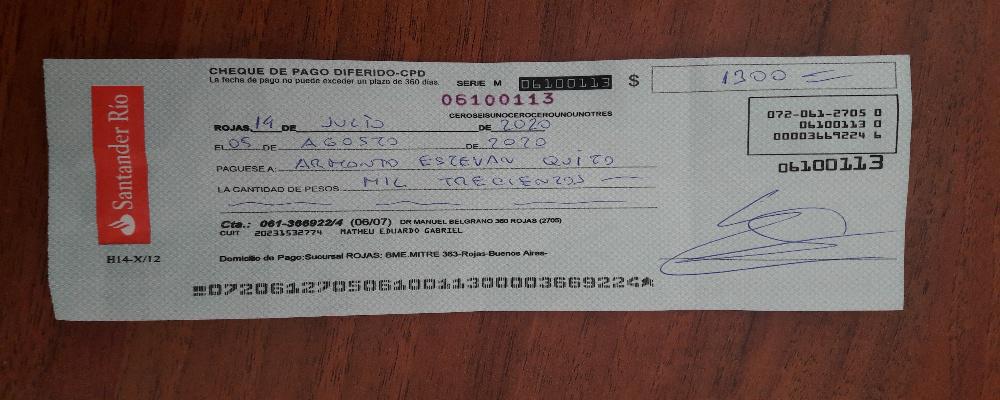 CHEQUE DE PAGO DIFERIDO-CPD
La fecha de pago no puede exceder un plazo de 360 días.
SERIE M 06100113 $ 1300
06100113
CEROSEISUNOCEROCEROUNOUNOTRES
ROJAS, 14 DE JULIO DE 2020
EL 05 DE AGOSTO DE 2020
PAGUESE A: ARMONTO ESTEVAN QUITO
LA CANTIDAD DE PESOS MIL TRECIENTOS
072-061-2705 0
06100113 0
00003669224 6
06100113
Santander Río
H14-X/12
Cta.: 061-366922/4 (06/07) DR MANUEL BELGRANO 360 ROJAS (2705)
CUIT 20231532774 MATHEU EDUARDO GABRIEL
Domicilio de Pago:Sucursal ROJAS: BME.MITRE 363-Rojas-Buenos Aires-
07206127050610011300003669224